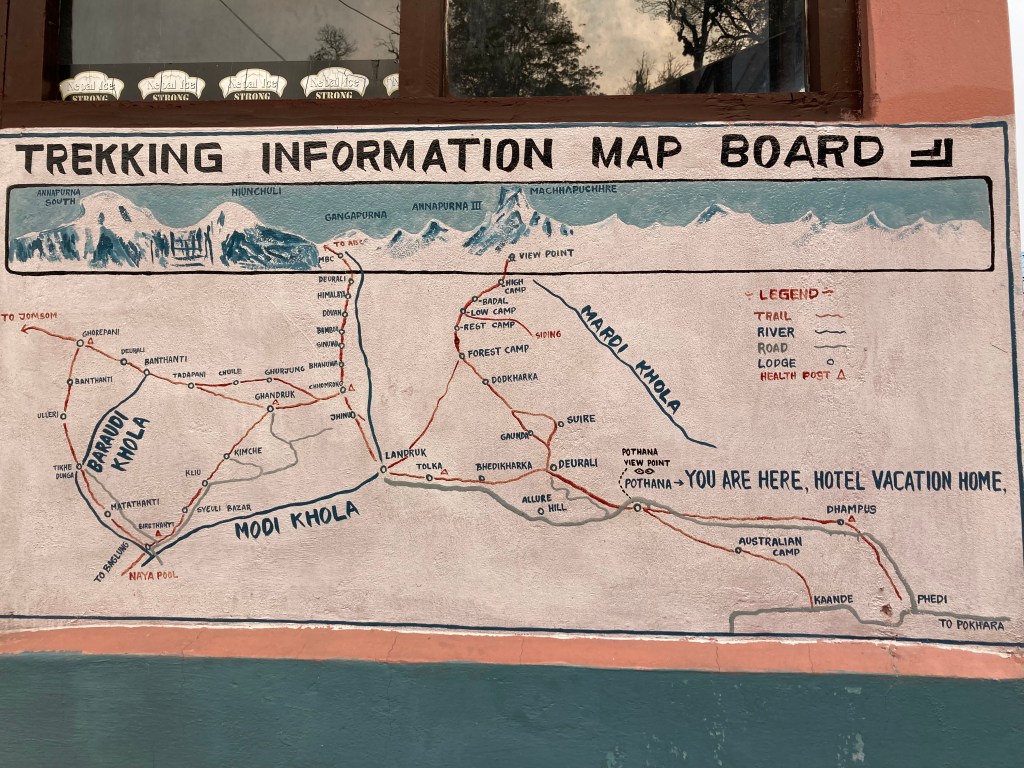 Nepal Ice Nepal Ice Nepal Ice Nepal Ice
STRONG STRONG STRONG STRONG
TREKKING INFORMATION MAP BOARD
ANNAPURNA
SOUTH
HIUNCHULI
GANGAPURNA
ANNAPURNA III
MACHHAPUCHHRE
TO ABC
MBC
VIEW POINT
DEURALI
HIGH
CAMP
HIMALAYA
BADAL
LOW CAMP
DOVAN
REST CAMP
SIDING
BAMBOO
SINUWA
FOREST CAMP
BHANUWA
DODKHARKA
CHHOMRONG
JHINU
MARDI KHOLA
LEGEND
TRAIL
RIVER
ROAD
LODGE
HEALTH POST
TO JOMSOM
GHOREPANI
DEURALI
BANTHANTI
BANTHANTI
TADAPANI
CHUILE
GHURJUNG
GHANDRUK
ULLERI
BARAUDI
KHOLA
KIMCHE
TIKHE
DUNGA
KLIU
MATATHANTI
SYEULI BAZAR
BIRETHANTI
MODI KHOLA
TO BAGLUNG
NAYA POOL
LANDRUK
TOLKA
BHEDIKHARKA
SUIRE
DEURALI
ALLURE
HILL
POTHANA
VIEW POINT
POTHANA → YOU ARE HERE, HOTEL VACATION HOME,
DHAMPUS
AUSTRALIAN
CAMP
KAANDE
PHEDI
TO POKHARA